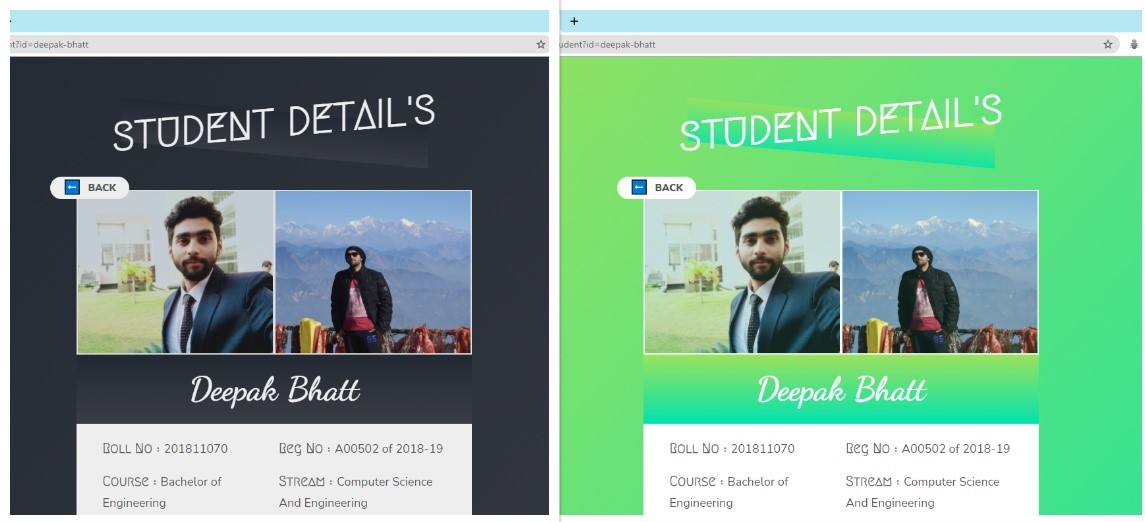 nt?id=deepak-bhatt
STUDENT DETAIL'S
BACK
Deepak Bhatt
Roll No : 201811070
Reg No : A00502 of 2018-19
Course : Bachelor of
Engineering
Stream : Computer Science
And Engineering
udent?id=deepak-bhatt
STUDENT DETAIL'S
BACK
Deepak Bhatt
Roll No : 201811070
Reg No : A00502 of 2018-19
Course : Bachelor of
Engineering
Stream : Computer Science
And Engineering